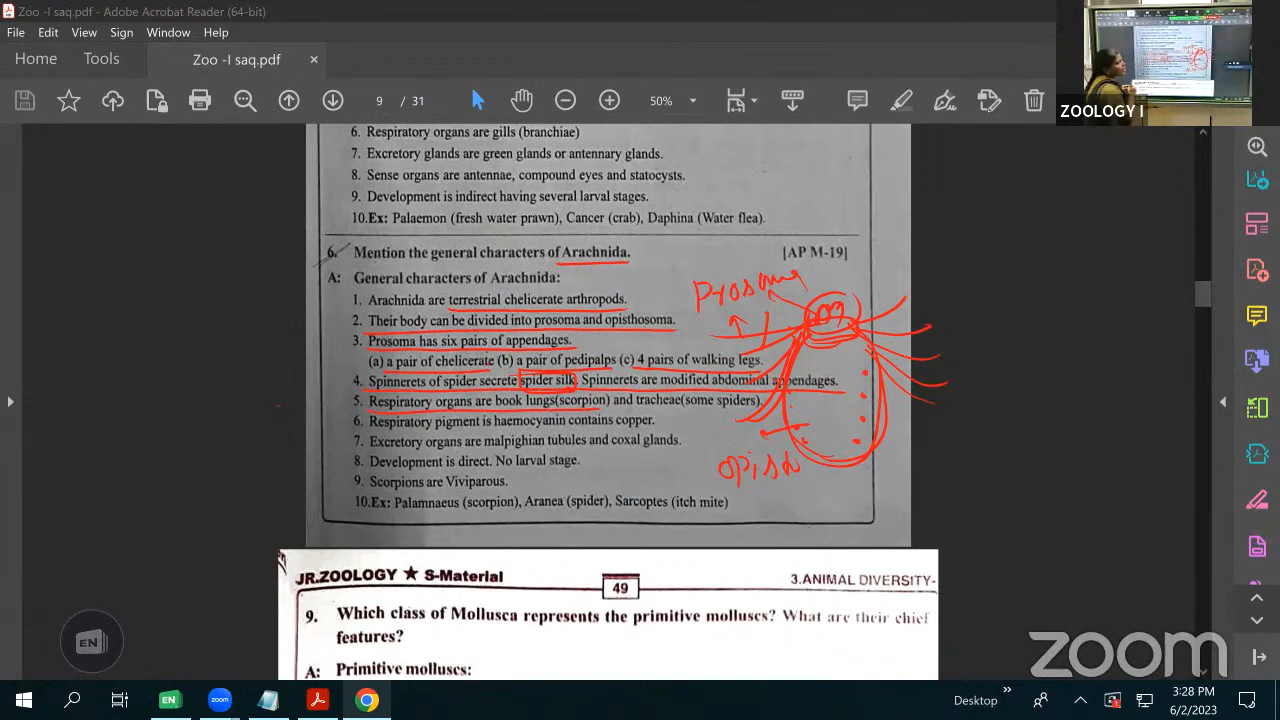 Zoo -I saq.pdf - Adobe Acrobat Reader (64-bit)
File Edit View Sign Window Help
me Tools Zoo -I saq.pdf ×
9 / 31 50%
ZOOLOGY I
Respiratory organs are gills (branchiae)
7. Excretory glands are green glands or antennary glands.
8. Sense organs are antennae, compound eyes and statocysts.
9. Development is indirect having several larval stages.
10.Ex: Palaemon (fresh water prawn), Cancer (crab), Daphina (Water flea).
6. Mention the general characters of Arachnida. [AP M-19]
A: General characters of Arachnida:
1. Arachnida are terrestrial chelicerate arthropods.
2. Their body can be divided into prosoma and opisthosoma.
3. Prosoma has six pairs of appendages.
(a) a pair of chelicerate (b) a pair of pedipalps (c) 4 pairs of walking legs.
4. Spinnerets of spider secrete spider silk. Spinnerets are modified abdominal appendages.
5. Respiratory organs are book lungs(scorpion) and tracheae(some spiders).
6. Respiratory pigment is haemocyanin contains copper.
7. Excretory organs are malpighian tubules and coxal glands.
8. Development is direct. No larval stage.
9. Scorpions are Viviparous.
10.Ex: Palamnaeus (scorpion), Aranea (spider), Sarcoptes (itch mite)
Prosoma
opisto
JR.ZOOLOGY ★ S-Material 49 3.ANIMAL DIVERSITY-
9. Which class of Mollusca represents the primitive molluscs? What are their chief
features?
A: Primitive molluscs:
EN
zoom
EN zoom Desktop » 3:28 PM
6/2/2023